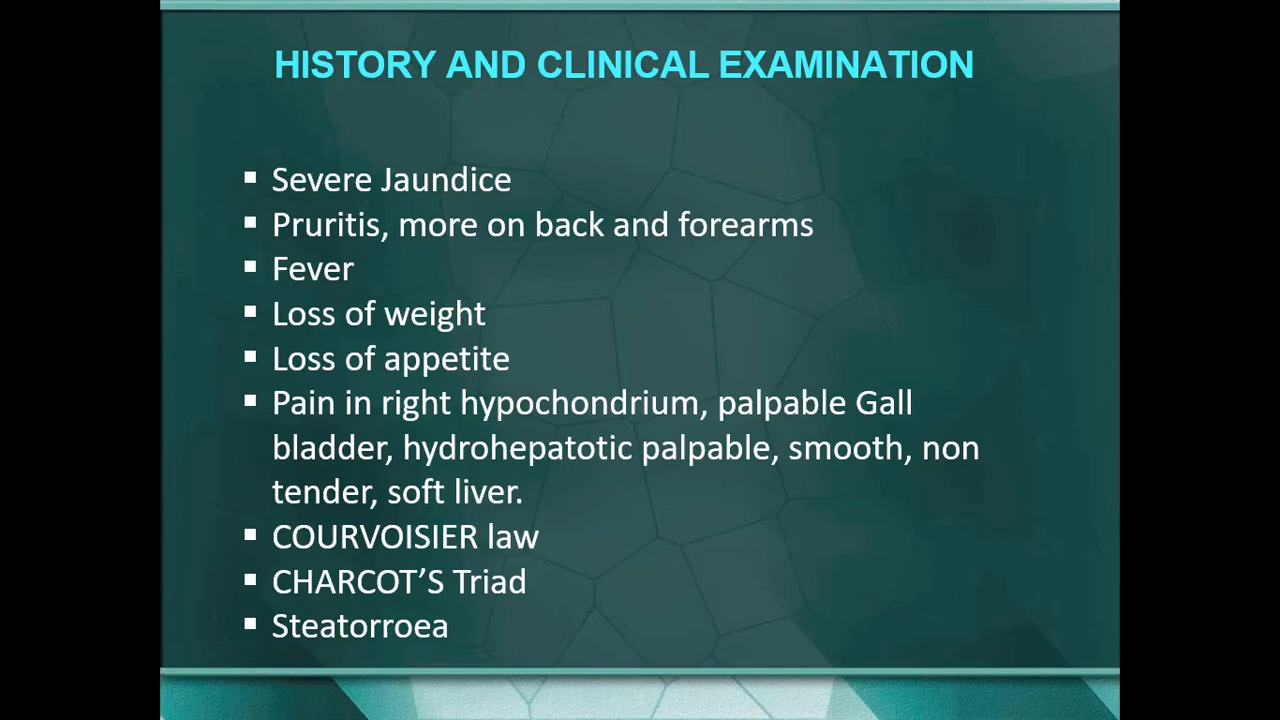 HISTORY AND CLINICAL EXAMINATION
▪ Severe Jaundice
▪ Pruritis, more on back and forearms
▪ Fever
▪ Loss of weight
▪ Loss of appetite
▪ Pain in right hypochondrium, palpable Gall
bladder, hydrohepatotic palpable, smooth, non
tender, soft liver.
▪ COURVOISIER law
▪ CHARCOT’S Triad
▪ Steatorroea